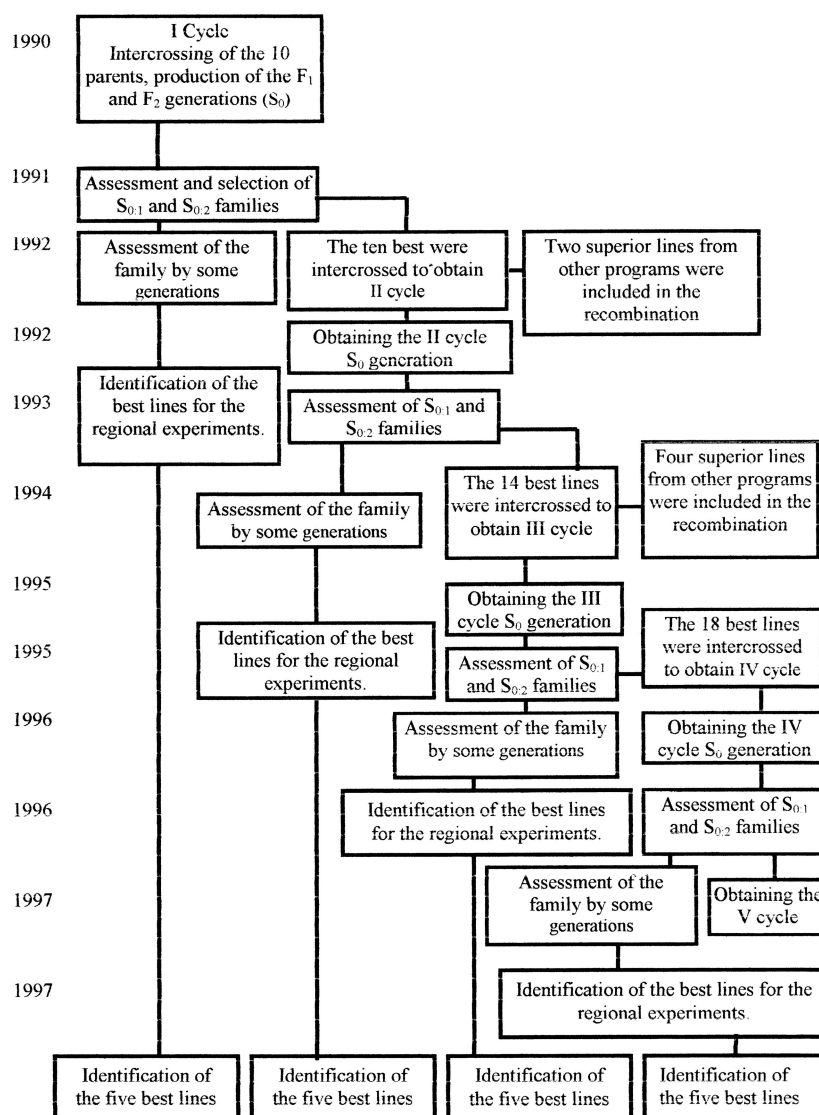 1990
I Cycle
Intercrossing of the 10
parents, production of the F₁
and F₂ generations (S₀)
1991
Assessment and selection of
S₀:₁ and S₀:₂ families
1992
Assessment of the
family by some
generations
The ten best were
intercrossed to obtain
II cycle
Two superior lines from
other programs were
included in the
recombination
1992
Obtaining the II cycle
S₀ generation
1993
Identification of the
best lines for the
regional experiments.
Assessment of S₀:₁ and
S₀:₂ families
1994
Assessment of the family
by some generations
The 14 best lines
were intercrossed to
obtain III cycle
Four superior lines
from other programs
were included in the
recombination
1995
Obtaining the III
cycle S₀ generation
1995
Identification of the best
lines for the regional
experiments.
Assessment of S₀:₁
and S₀:₂ families
The 18 best lines
were intercrossed
to obtain IV cycle
1996
Assessment of the family
by some generations
Obtaining the IV
cycle S₀ generation
1996
Identification of the best lines
for the regional experiments.
Assessment of S₀:₁
and S₀:₂ families
1997
Assessment of the
family by some
generations
Obtaining the
V cycle
1997
Identification of the best lines for the
regional experiments.
Identification of
the five best lines
Identification of
the five best lines
Identification of
the five best lines
Identification of
the five best lines